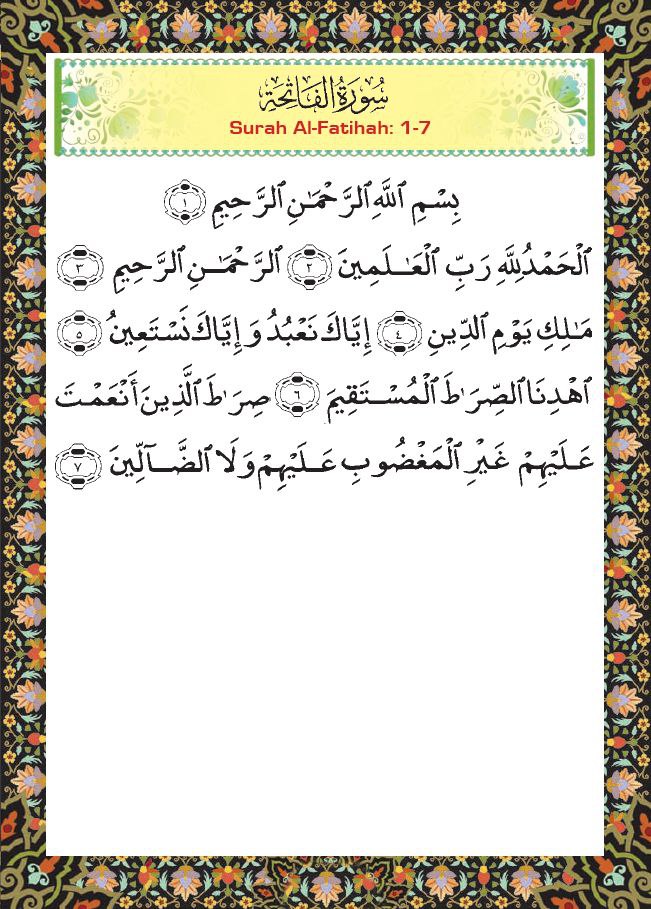 سُورَةُ الفَاتِحَة
Surah Al-Fatihah: 1-7
بِسْمِ ٱللَّهِ ٱلرَّحْمَـٰنِ ٱلرَّحِيمِ ١
ٱلْحَمْدُ لِلَّهِ رَبِّ ٱلْعَـٰلَمِينَ ٢ ٱلرَّحْمَـٰنِ ٱلرَّحِيمِ ٣
مَـٰلِكِ يَوْمِ ٱلدِّينِ ٤ إِيَّاكَ نَعْبُدُ وَإِيَّاكَ نَسْتَعِينُ ٥
ٱهْدِنَا ٱلصِّرَٰطَ ٱلْمُسْتَقِيمَ ٦ صِرَٰطَ ٱلَّذِينَ أَنْعَمْتَ
عَلَيْهِمْ غَيْرِ ٱلْمَغْضُوبِ عَلَيْهِمْ وَلَا ٱلضَّآلِّينَ ٧